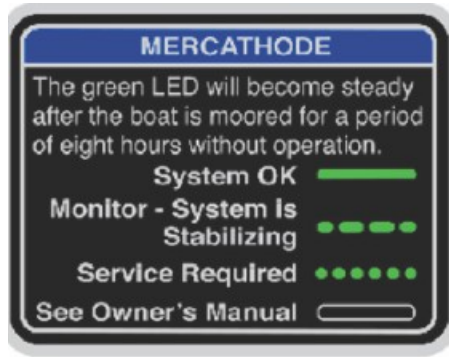 MERCATHODE
The green LED will become steady
after the boat is moored for a period
of eight hours without operation.
System OK
Monitor - System is
Stabilizing
Service Required
See Owner's Manual